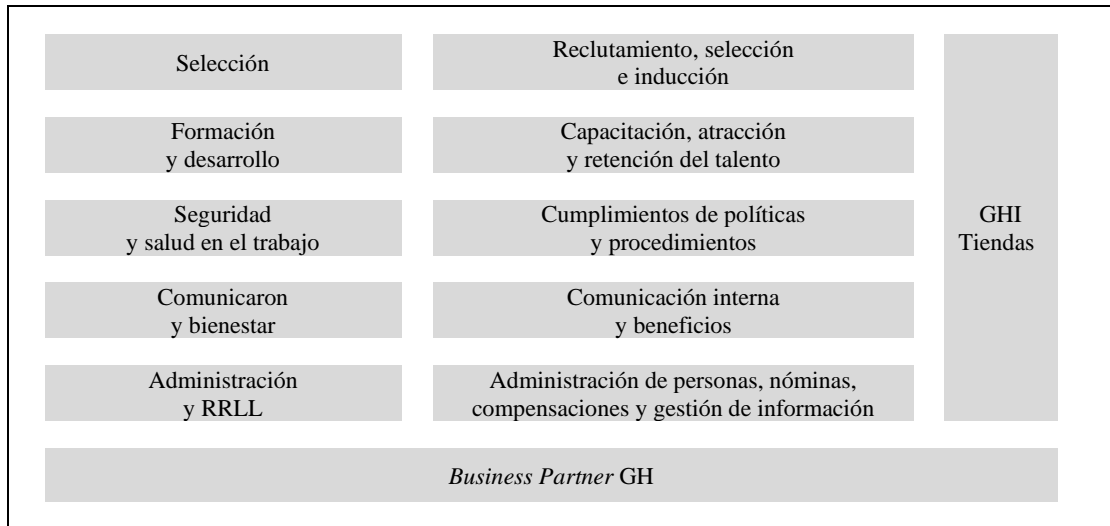 Selección
Reclutamiento, selección
e inducción
Formación
y desarrollo
Capacitación, atracción
y retención del talento
Seguridad
y salud en el trabajo
Cumplimientos de políticas
y procedimientos
GHI
Tiendas
Comunicaron
y bienestar
Comunicación interna
y beneficios
Administración
y RRLL
Administración de personas, nóminas,
compensaciones y gestión de información
Business Partner GH